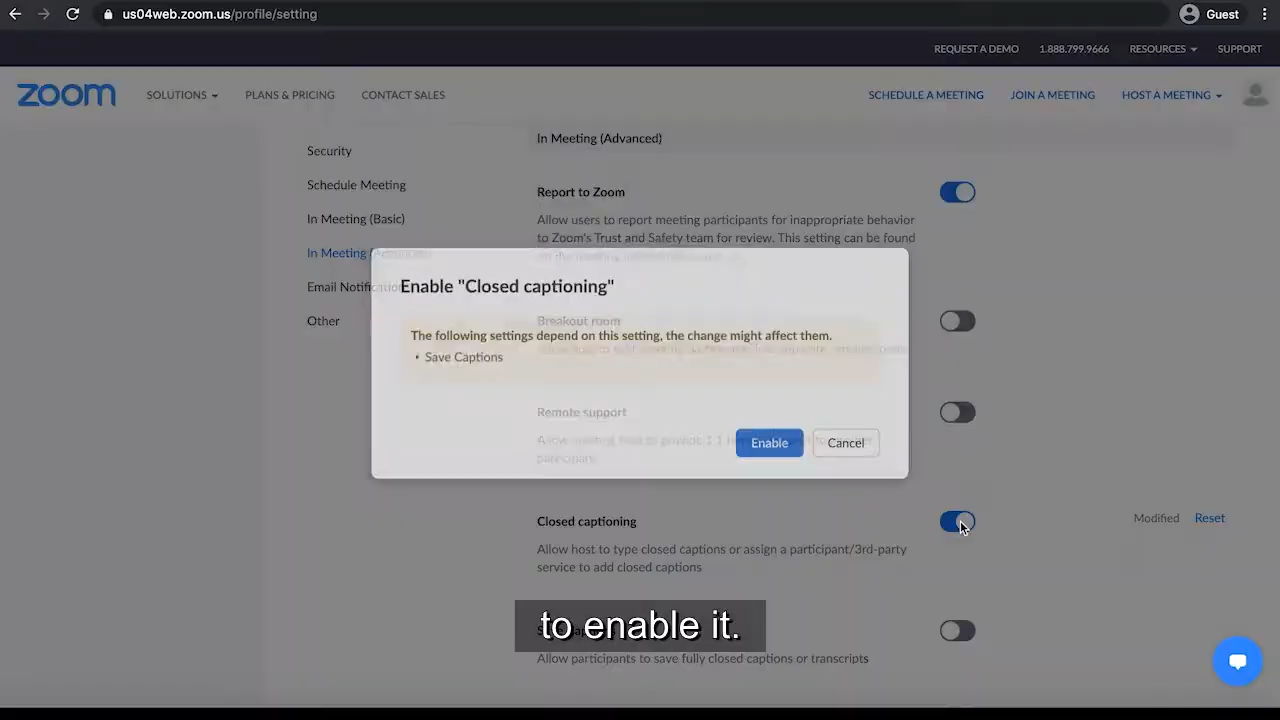 us04web.zoom.us/profile/setting
Guest
REQUEST A DEMO
1.888.799.9666
RESOURCES
SUPPORT
zoom
SOLUTIONS
PLANS & PRICING
CONTACT SALES
SCHEDULE A MEETING
JOIN A MEETING
HOST A MEETING
In Meeting (Advanced)
Security
Schedule Meeting
In Meeting (Basic)
In Meeting
Email Notification
Other
Report to Zoom
Allow users to report meeting participants for inappropriate behavior
to Zoom's Trust and Safety team for review. This setting can be found
Enable "Closed captioning"
Breakout room
The following settings depend on this setting, the change might affect them.
• Save Captions
Remote support
Enable
Cancel
participant
Closed captioning
Modified
Reset
Allow host to type closed captions or assign a participant/3rd-party
service to add closed captions
to enable it.
Allow participants to save fully closed captions or transcripts